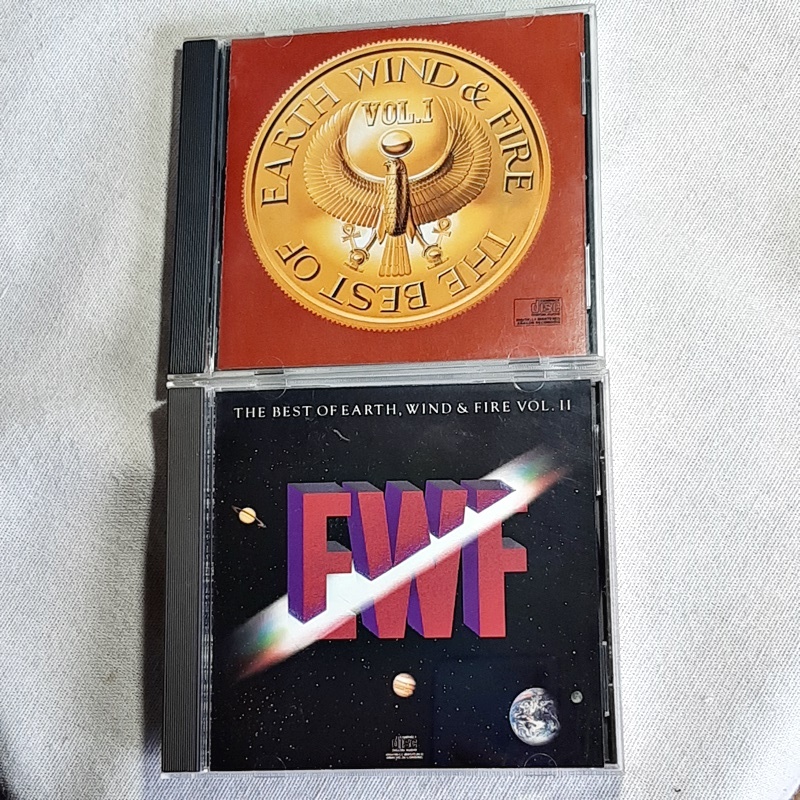 EARTH WIND & FIRE
VOL.I
THE BEST OF
THE BEST OF EARTH, WIND & FIRE VOL. II
EWF